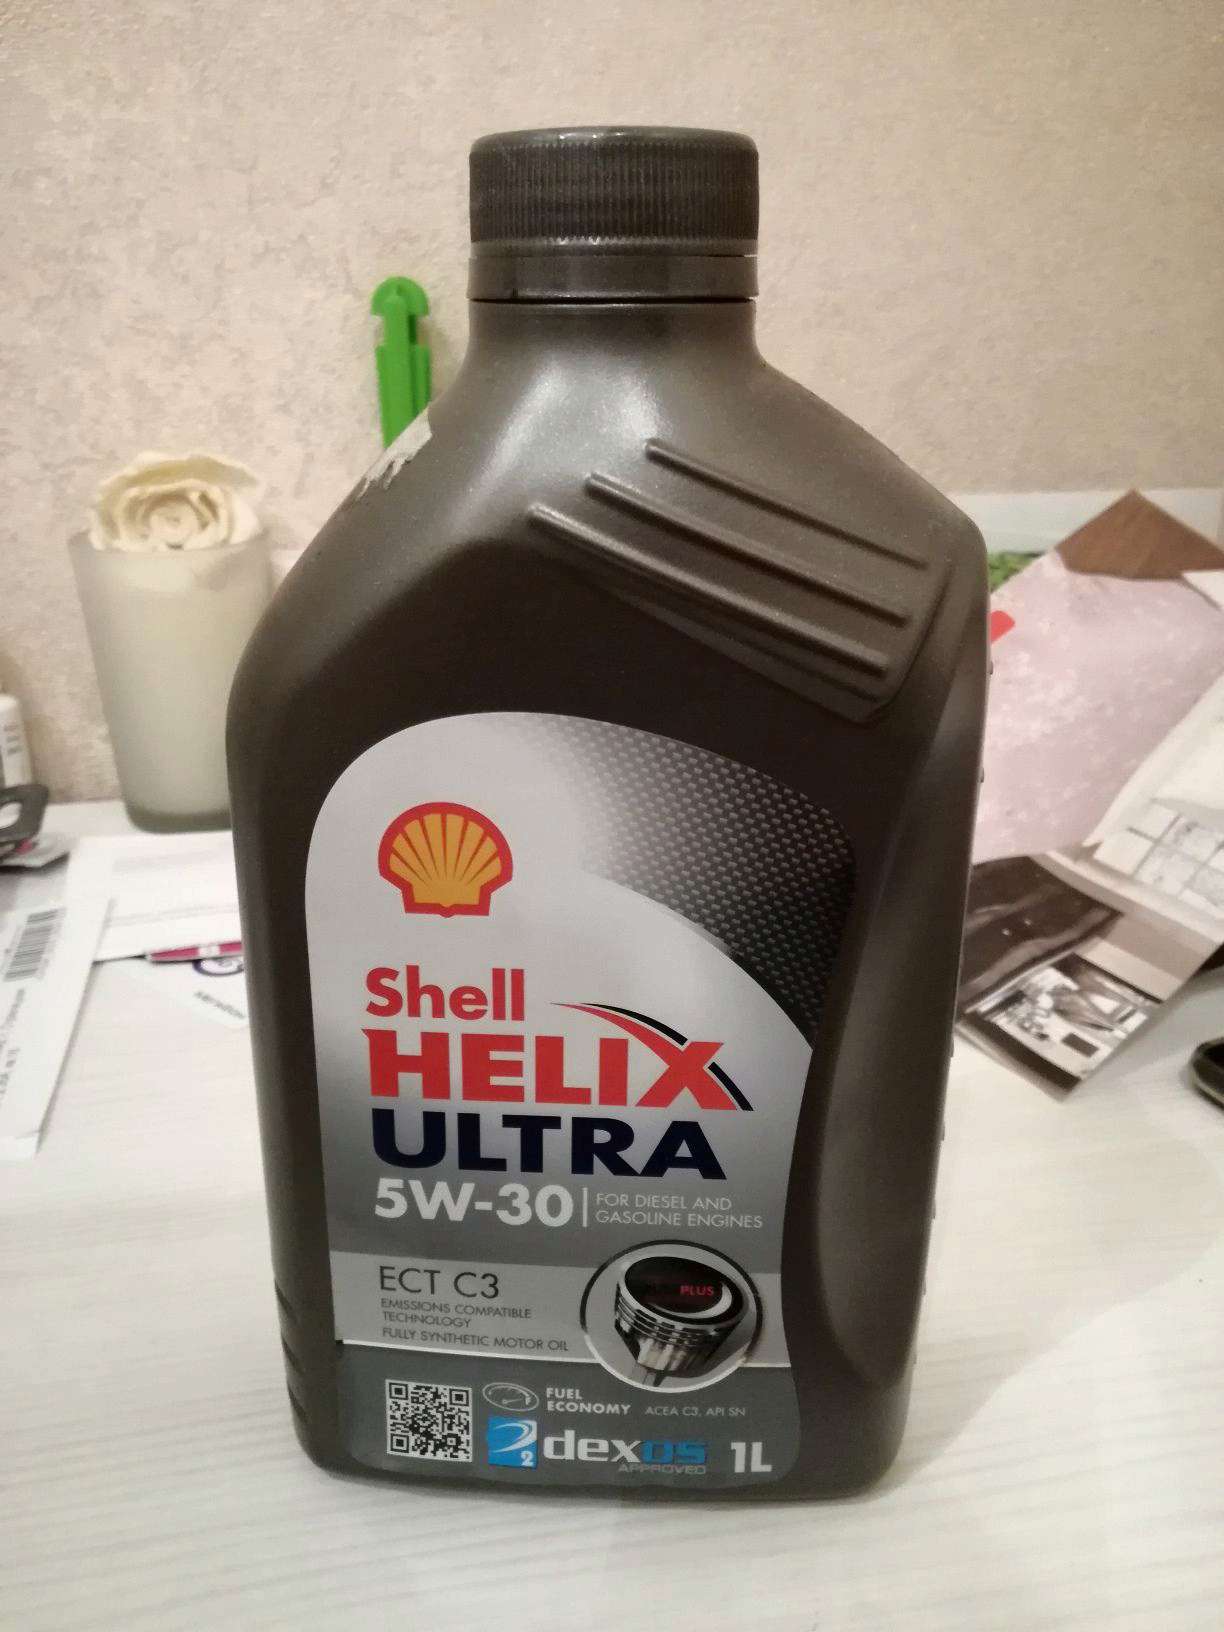 Shell
HELIX
ULTRA
5W-30
FOR DIESEL AND
GASOLINE ENGINES
ECT C3
EMISSIONS COMPATIBLE
TECHNOLOGY
FULLY SYNTHETIC MOTOR OIL
PLUS
FUEL
ECONOMY
ACEA C3, API SN
2
dexos
APPROVED
1L